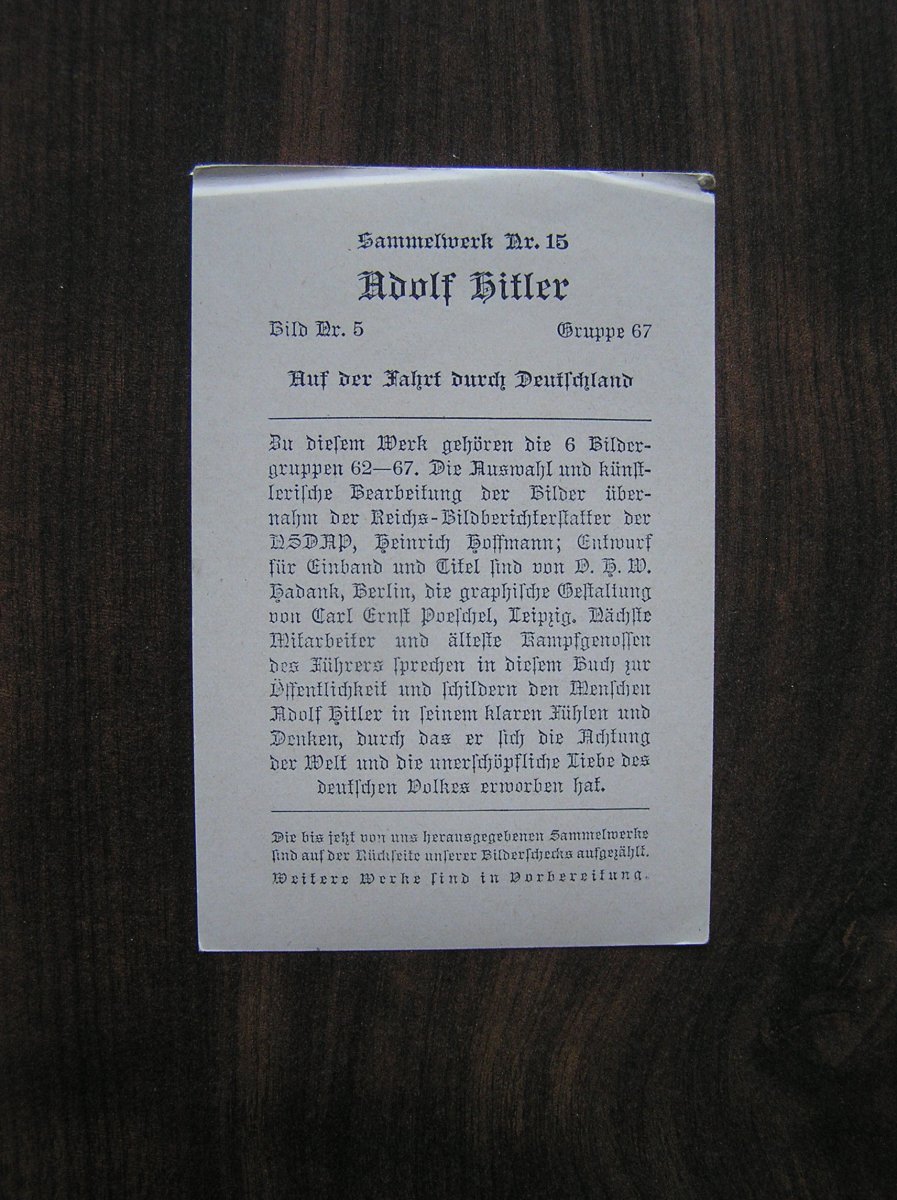 Sammelwerk Nr. 15
Adolf Hitler
Bild Nr. 5 Gruppe 67
Auf der Fahrt durch Deutschland
Zu diesem Werk gehören die 6 Bilder-
gruppen 62—67. Die Auswahl und künst-
lerische Bearbeitung der Bilder über-
nahm der Reichs-Bildberichterstatter der
NSDAP, Heinrich Hoffmann; Entwurf
für Einband und Titel sind von O. H. W.
Hadank, Berlin, die graphische Gestaltung
von Carl Ernst Poeschel, Leipzig. Nächste
Mitarbeiter und älteste Kampfgenossen
des Führers sprechen in diesem Buch zur
Öffentlichkeit und schildern den Menschen
Adolf Hitler in seinem klaren Fühlen und
Denken, durch das er sich die Achtung
der Welt und die unerschöpfliche Liebe des
deutschen Volkes erworben hat.
Die bis jetzt von uns herausgegebenen Sammelwerke
sind auf der Rückseite unserer Bilderschecks aufgezählt.
Weitere Werke sind in Vorbereitung.